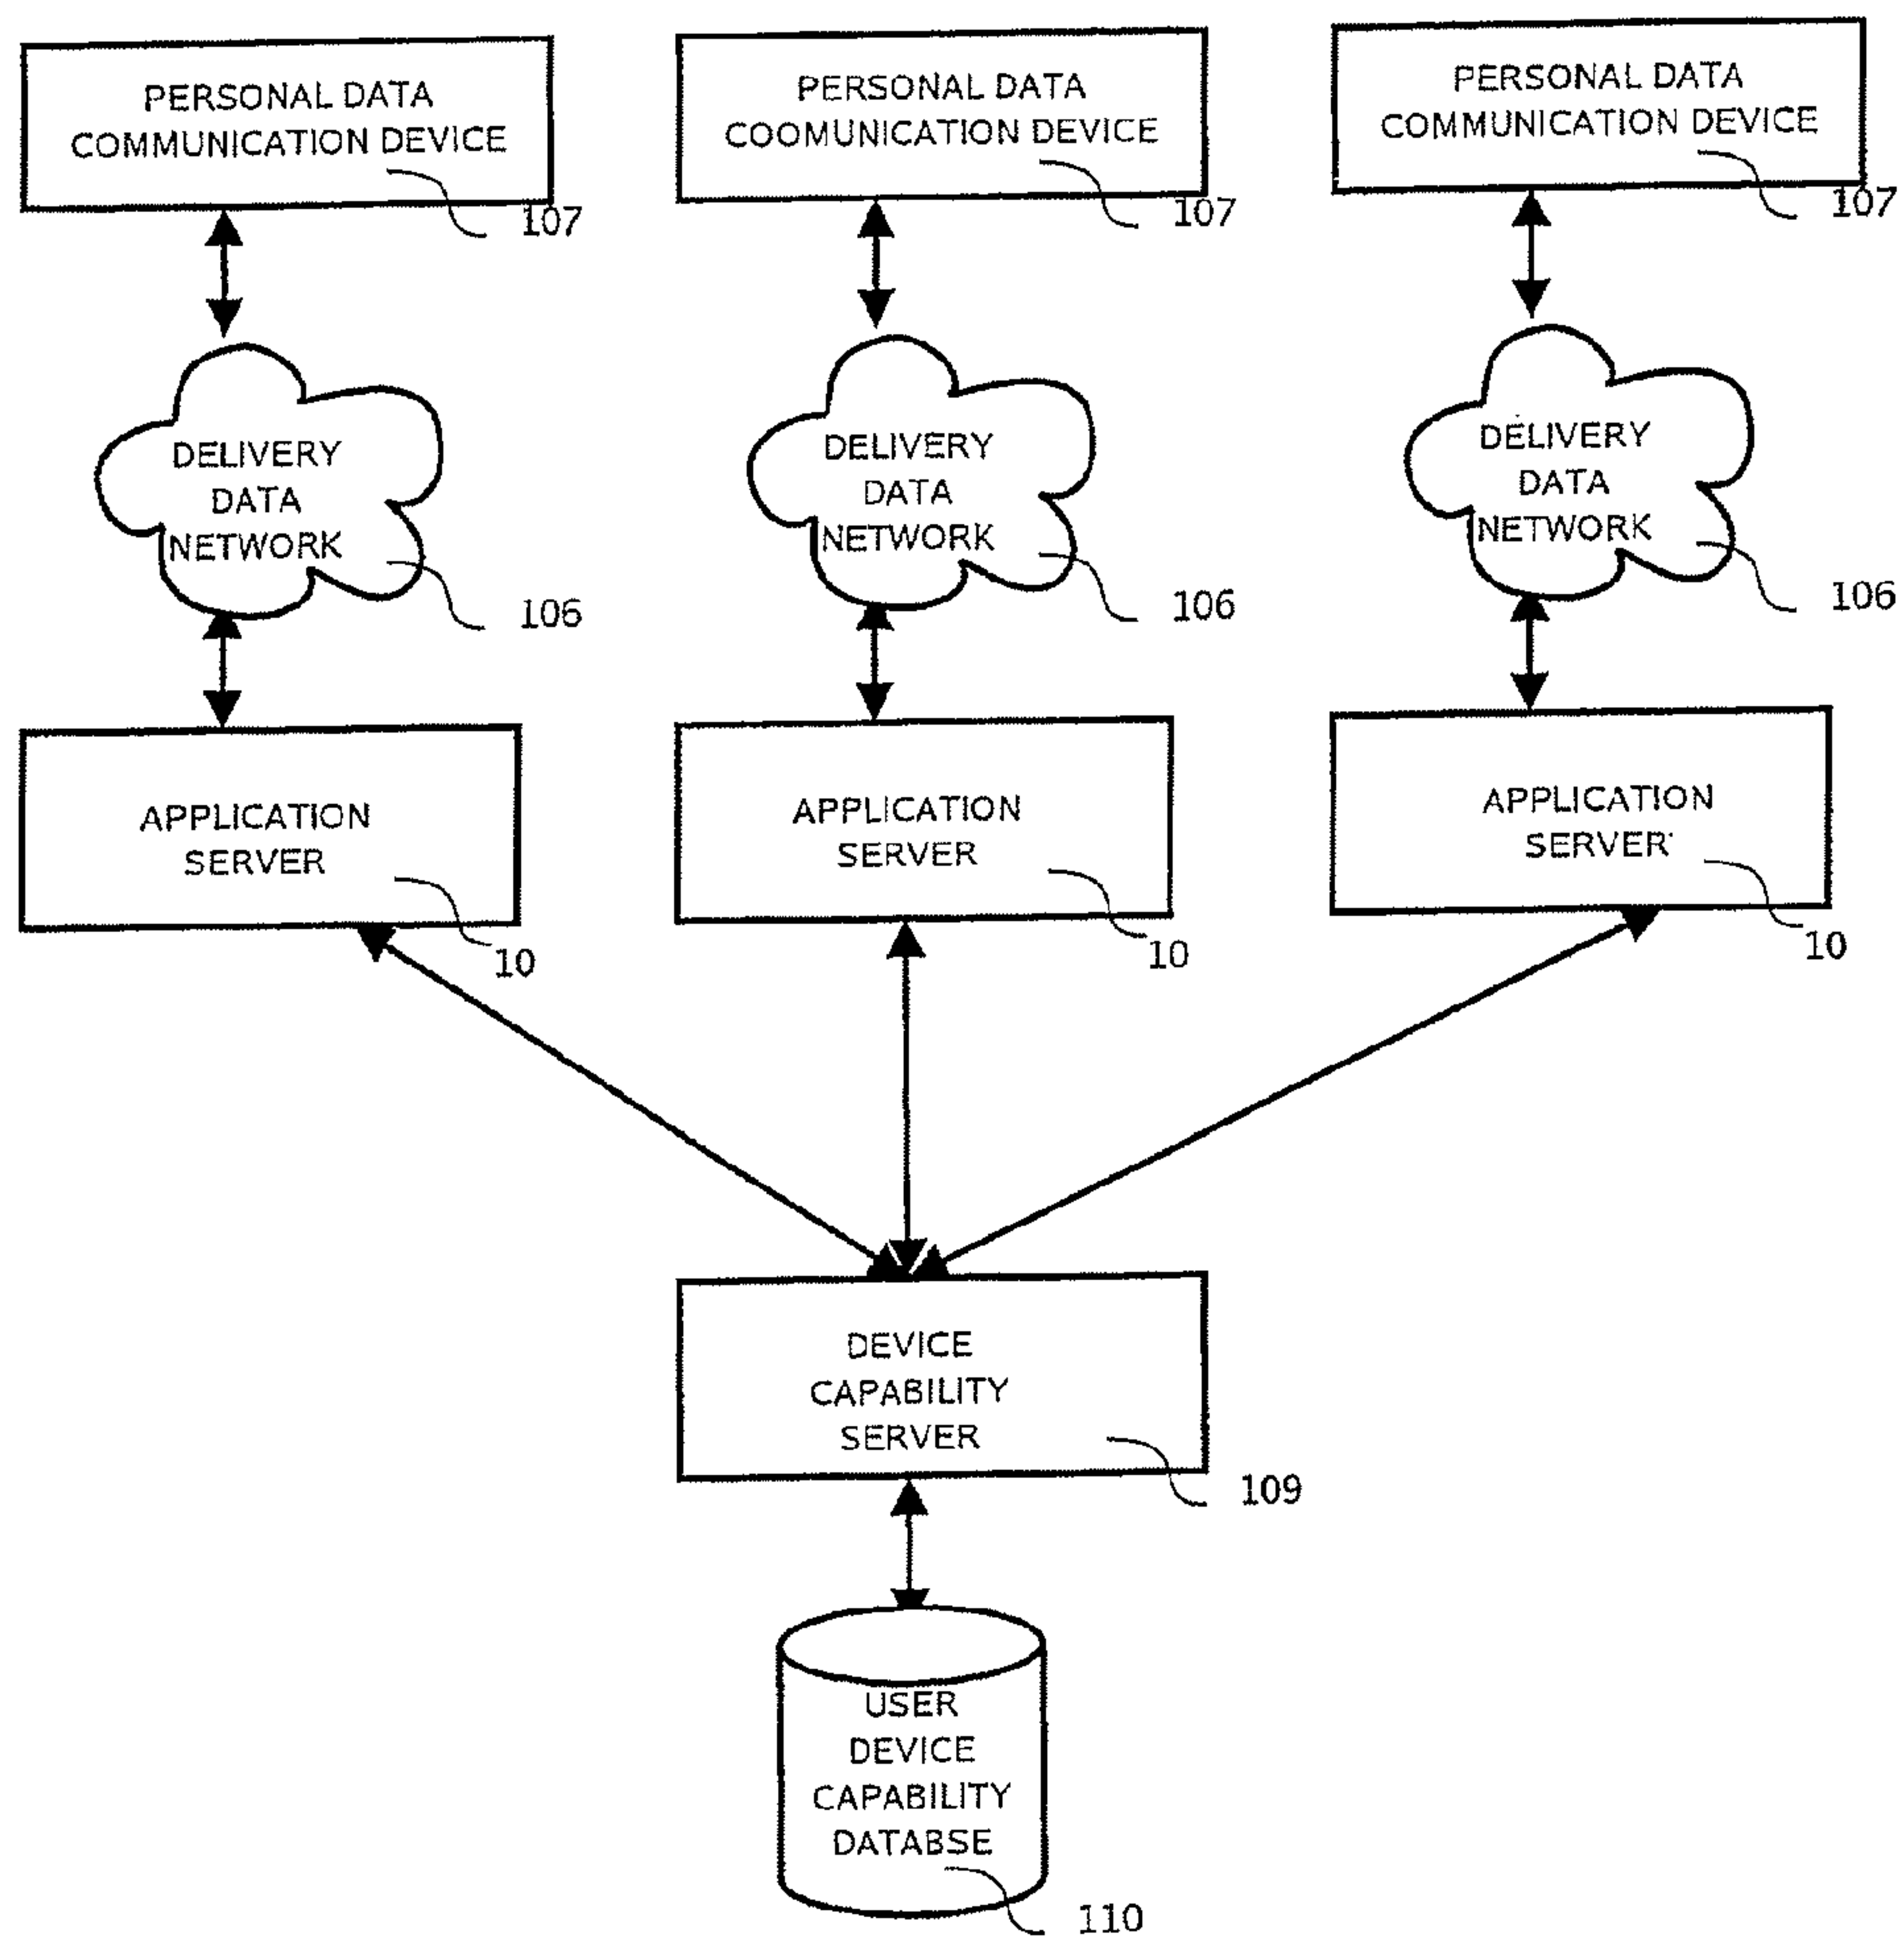 PERSONAL DATA
COMMUNICATION DEVICE
107
PERSONAL DATA
COOMUNICATION DEVICE
107
PERSONAL DATA
COMMUNICATION DEVICE
107
DELIVERY
DATA
NETWORK
106
DELIVERY
DATA
NETWORK
106
DELIVERY
DATA
NETWORK
106
APPLICATION
SERVER
10
APPLICATION
SERVER
10
APPLICATION
SERVER
10
DEVICE
CAPABILITY
SERVER
109
USER
DEVICE
CAPABILITY
DATABSE
110